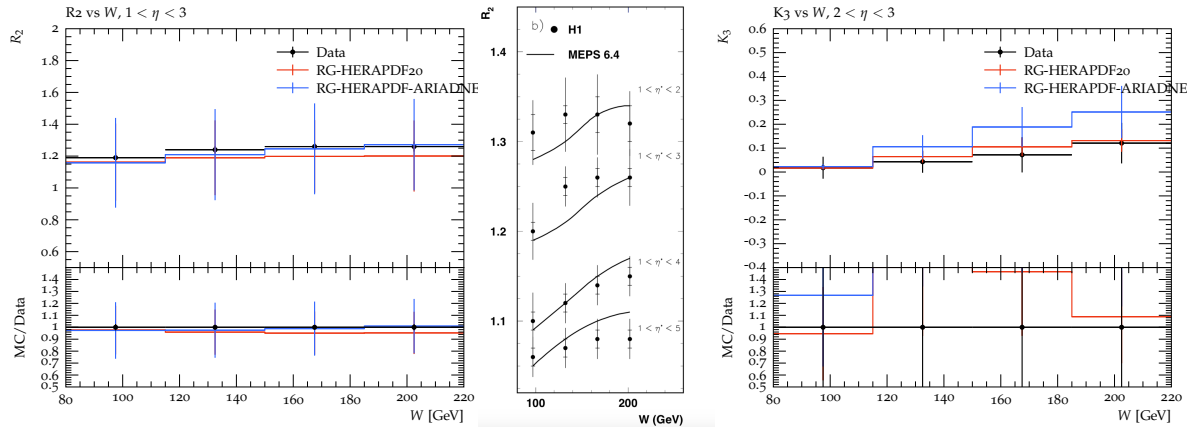 R2 vs W, 1 < η < 3
R2
2
1.8
1.6
1.4
1.2
1
0.8
0.6
Data
RG-HERAPDF20
RG-HERAPDF-ARIADNE
MC/Data
1.4
1.3
1.2
1.1
1
0.9
0.8
0.7
0.6
0.5
80 100 120 140 160 180 200 220
W [GeV]
R2
b)
H1
MEPS 6.4
1.4
1.3
1.2
1.1
1 < η* < 2
1 < η* < 3
1 < η* < 4
1 < η* < 5
100 200
W (GeV)
K3 vs W, 2 < η < 3
K3
0.6
0.5
0.4
0.3
0.2
0.1
0
-0.1
-0.2
-0.3
-0.4
Data
RG-HERAPDF20
RG-HERAPDF-ARIADNE
MC/Data
1.4
1.3
1.2
1.1
1
0.9
0.8
0.7
0.6
0.5
80 100 120 140 160 180 200 220
W [GeV]